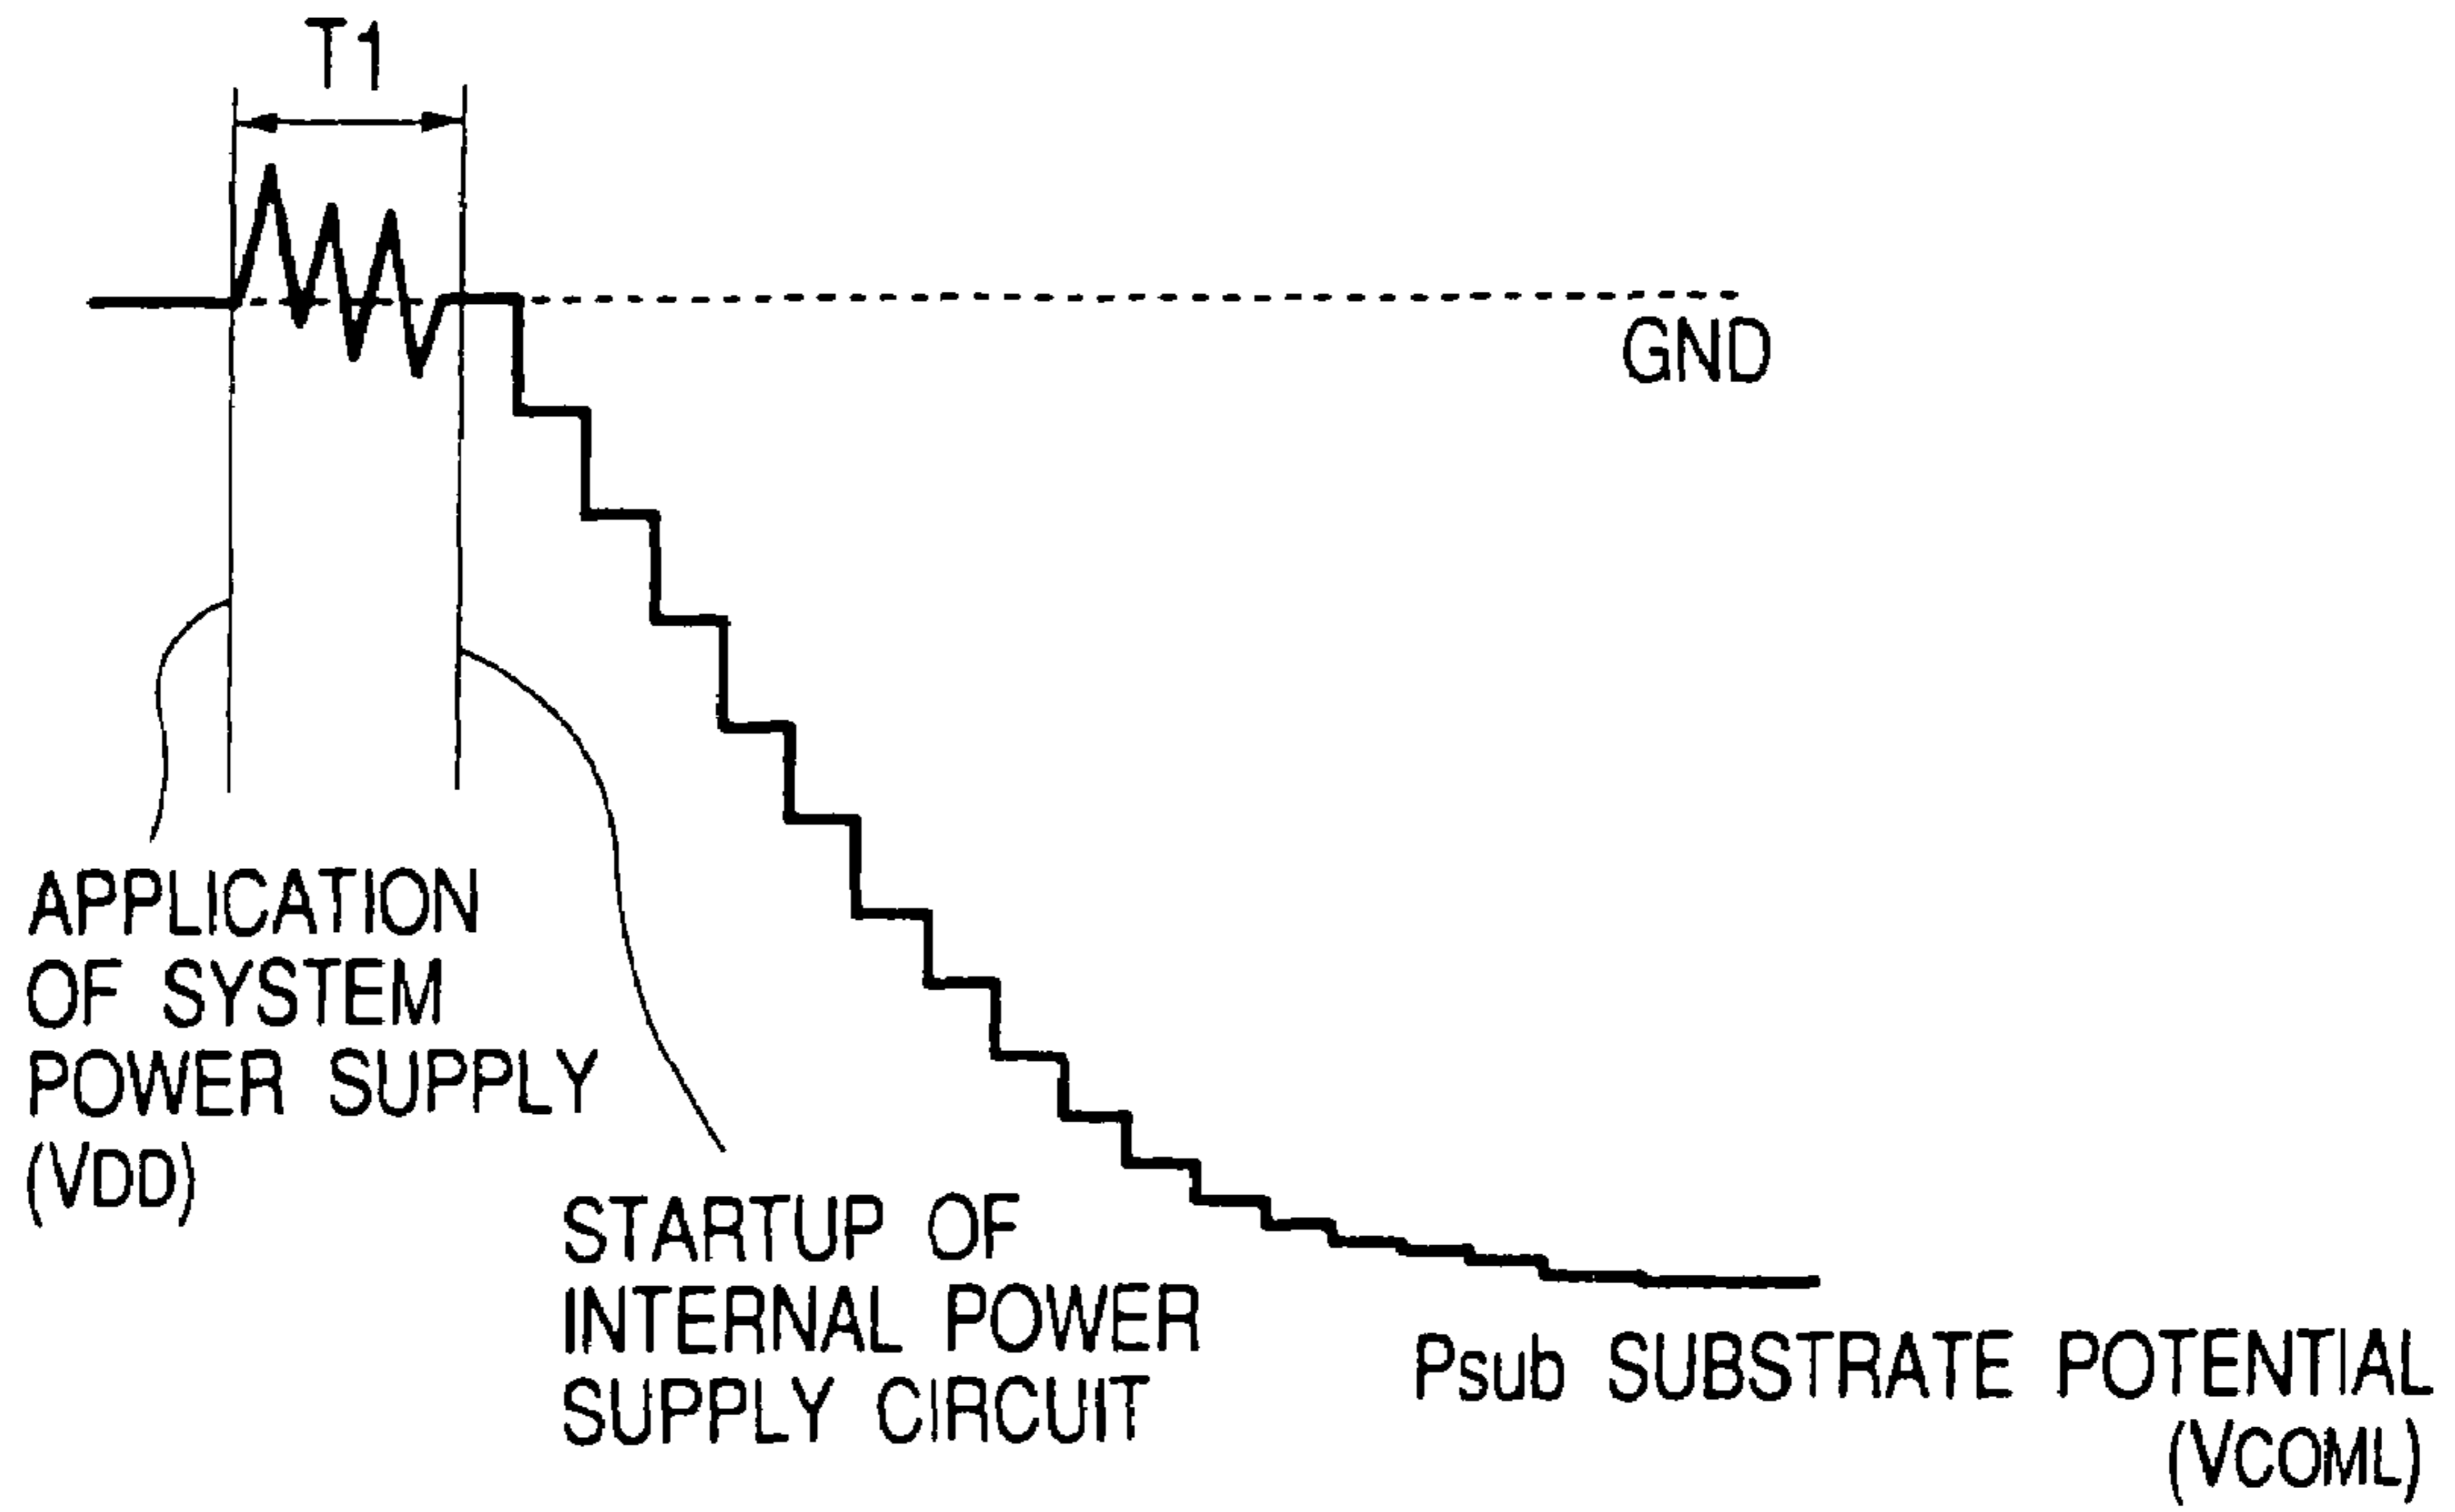 T1
GND
APPLICATION
OF SYSTEM
POWER SUPPLY
(VDD)
STARTUP OF
INTERNAL POWER
SUPPLY CIRCUIT
Psub SUBSTRATE POTENTIAL
(VCOML)